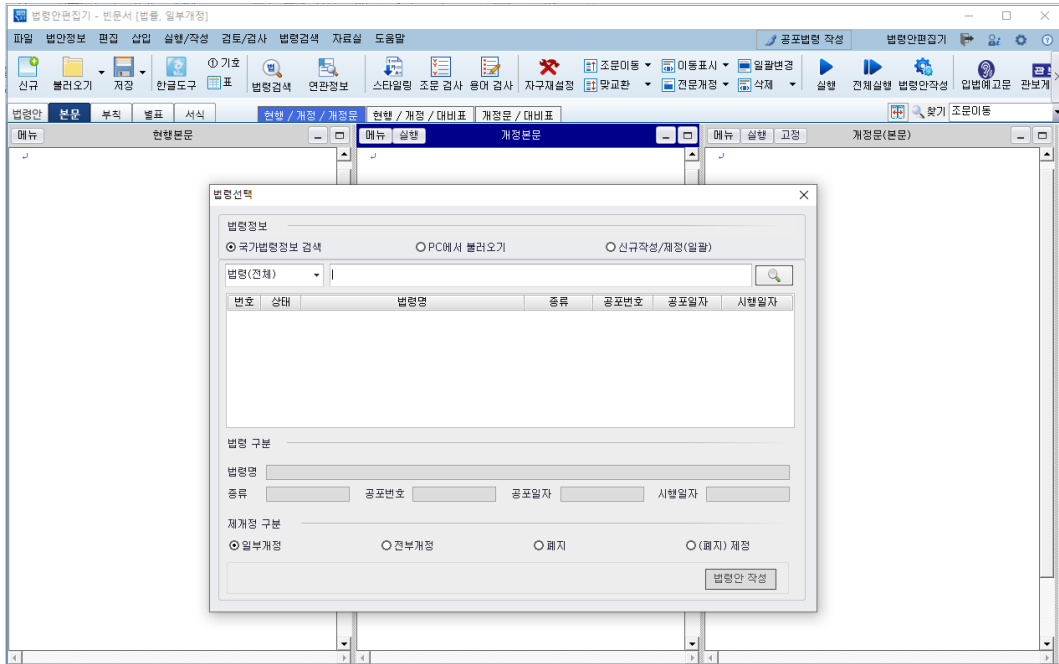 법령안편집기 - 빈문서 [법률, 일부개정]
파일 법안정보 편집 삽입 실행/작성 검토/검사 법령검색 자료실 도움말 공포법령 작성 법령안편집기
신규 불러오기 저장 한글도구 ①기호 표 법령검색 연관정보 스타일링 조문 검사 용어 검사 자구재설정 조문이동 맞교환 이동표시 전문개정 일괄변경 삭제 실행 전체실행 법령안작성 입법예고문 관보게
법령안 본문 부칙 별표 서식 현행 / 개정 / 개정문 현행 / 개정 / 대비표 개정문 / 대비표 찾기 조문이동
메뉴 현행본문 메뉴 실행 개정본문 메뉴 실행 고정 개정문(본문)
법령선택
법령정보
국가법령정보 검색 PC에서 불러오기 신규작성/제정(일괄)
법령(전체)
번호 상태 법령명 종류 공포번호 공포일자 시행일자
법령 구분
법령명
종류 공포번호 공포일자 시행일자
제개정 구분
일부개정 전부개정 폐지 (폐지) 제정
법령안 작성